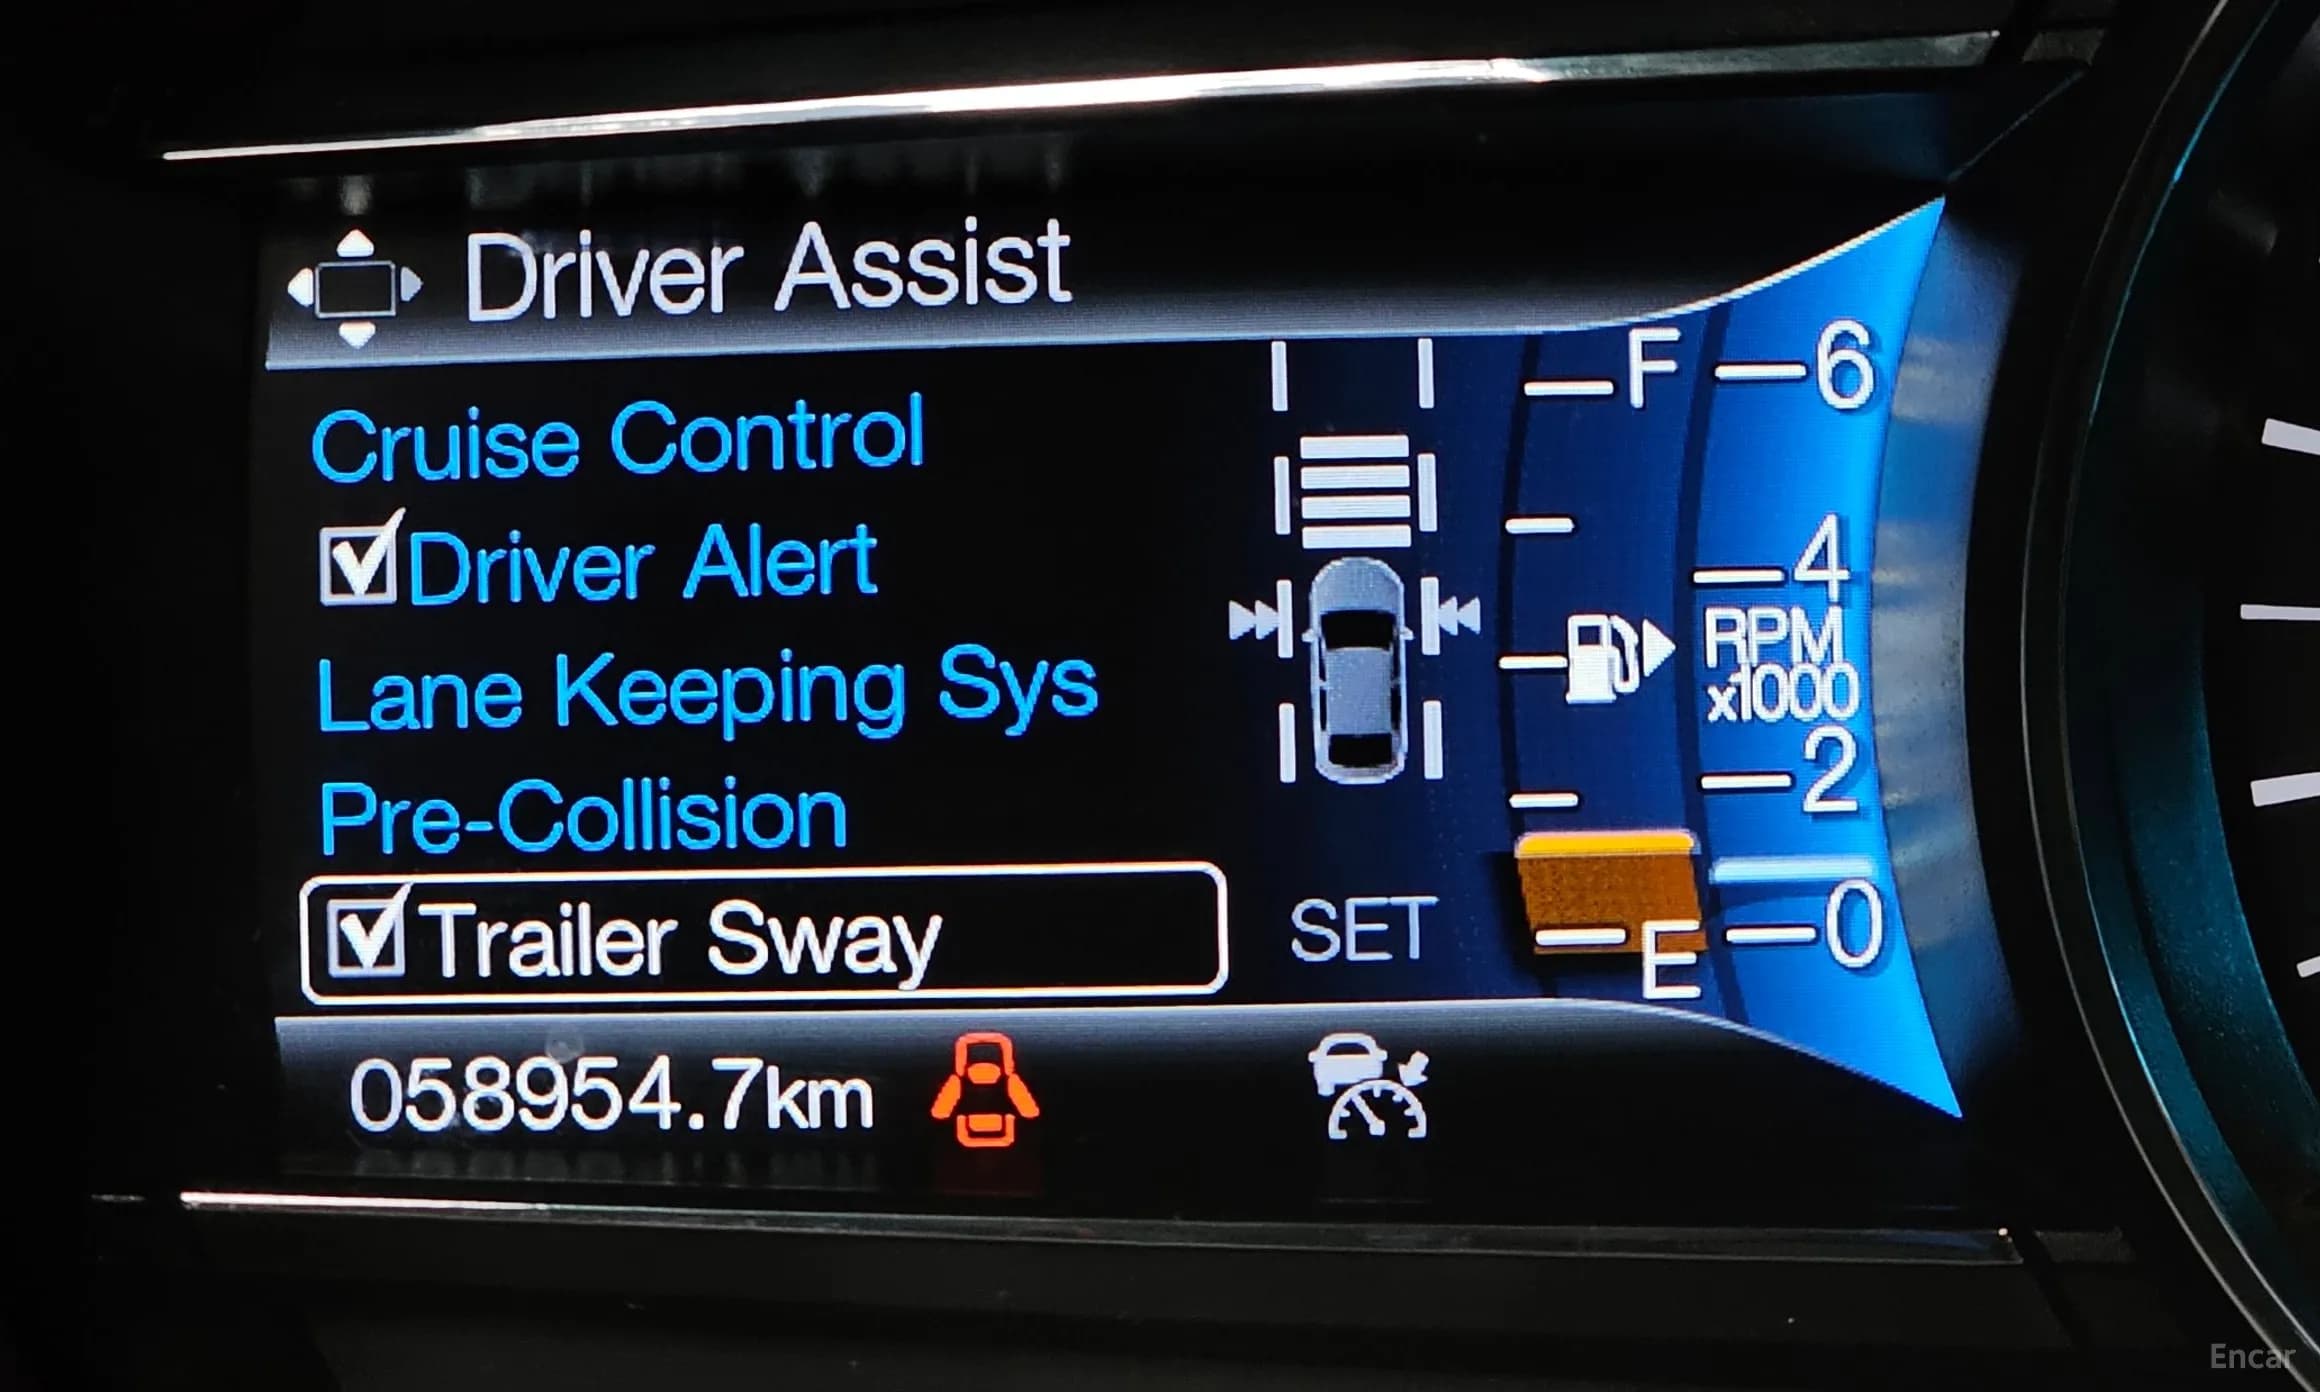 Driver Assist
Cruise Control
Driver Alert
Lane Keeping Sys
Pre-Collision
Trailer Sway
SET
F
E
6
4
RPM
x1000
2
0
058954.7km
Encar